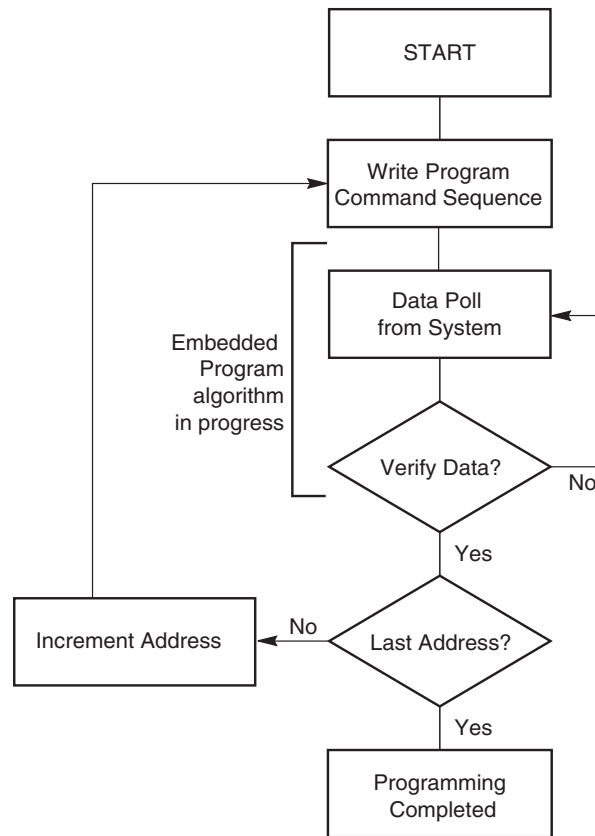 START
Write Program
Command Sequence
Data Poll
from System
Embedded
Program
algorithm
in progress
Verify Data?
No
Yes
Last Address?
No
Increment Address
Yes
Programming
Completed